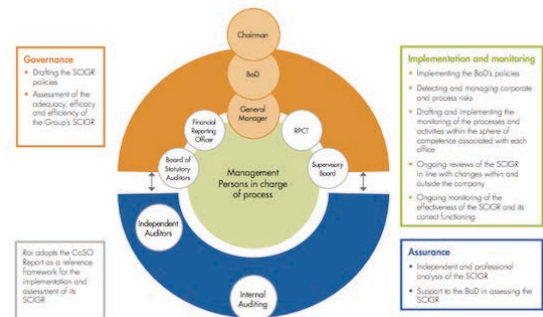 Governance
Drafting the SCIGR
policies
Assessment of the
adequacy, efficacy
and efficiency of
the Group's SCIGR
Rai adopts the CoSO
Report as a reference
framework for the
implementation and
assessment of its
SCIGR
Chairman
BoD
General
Manager
Financial
Reporting
Officer
RPCT
Board of
Statutory
Auditors
Supervisory
Board
Management
Persons in charge
of process
Independent
Auditors
Internal
Auditing
Implementation and monitoring
Implementing the BoD's policies
Detecting and managing corporate
and process risks
Drafting and implementing the
monitoring of the processes and
activities within the sphere of
competence associated with each
office
Ongoing reviews of the SCIGR
in line with changes within and
outside the company
Ongoing monitoring of the
effectiveness of the SCIGR and its
correct functioning
Assurance
Independent and professional
analysis of the SCIGR
Support to the BoD in assessing the
SCIGR